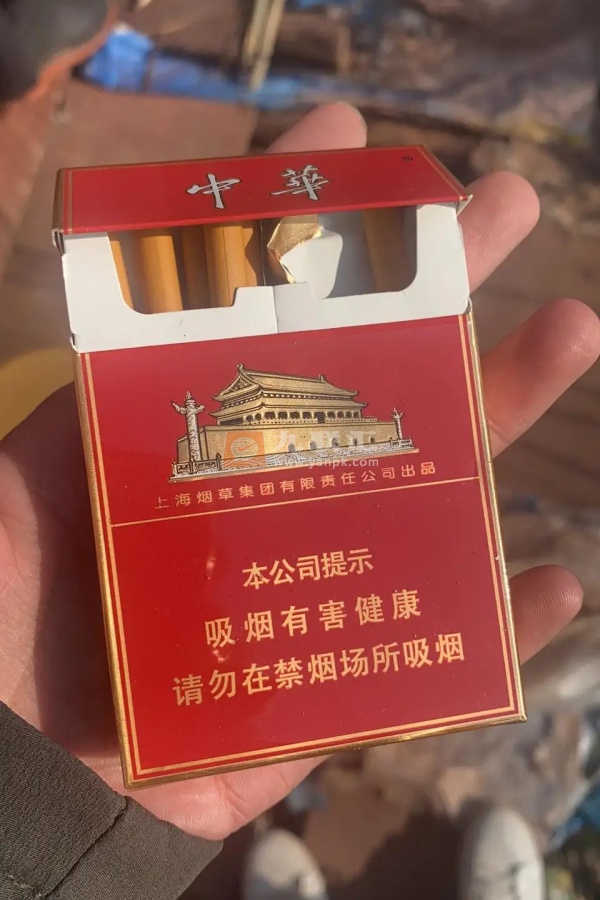 中華
www.yanpk.com
上海烟草集团有限责任公司出品
本公司提示
吸烟有害健康
请勿在禁烟场所吸烟